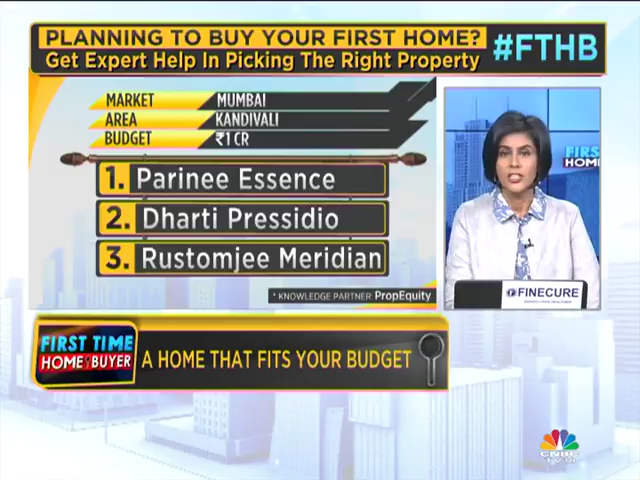 PLANNING TO BUY YOUR FIRST HOME?
Get Expert Help In Picking The Right Property
#FTHB
MARKET MUMBAI
AREA KANDIVALI
BUDGET ₹1 CR
1. Parinee Essence
2. Dharti Pressidio
3. Rustomjee Meridian
* KNOWLEDGE PARTNER: PropEquity
FIRST
HOME
FINECURE
FIRST TIME
HOME BUYER
A HOME THAT FITS YOUR BUDGET
CNBC
TV18